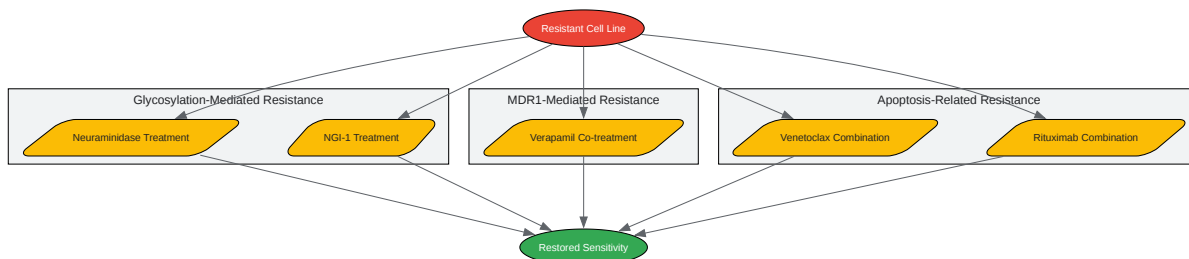 Resistant Cell Line
Glycosylation-Mediated Resistance
MDR1-Mediated Resistance
Apoptosis-Related Resistance
Neuraminidase Treatment
NGI-1 Treatment
Verapamil Co-treatment
Venetoclax Combination
Rituximab Combination
Restored Sensitivity